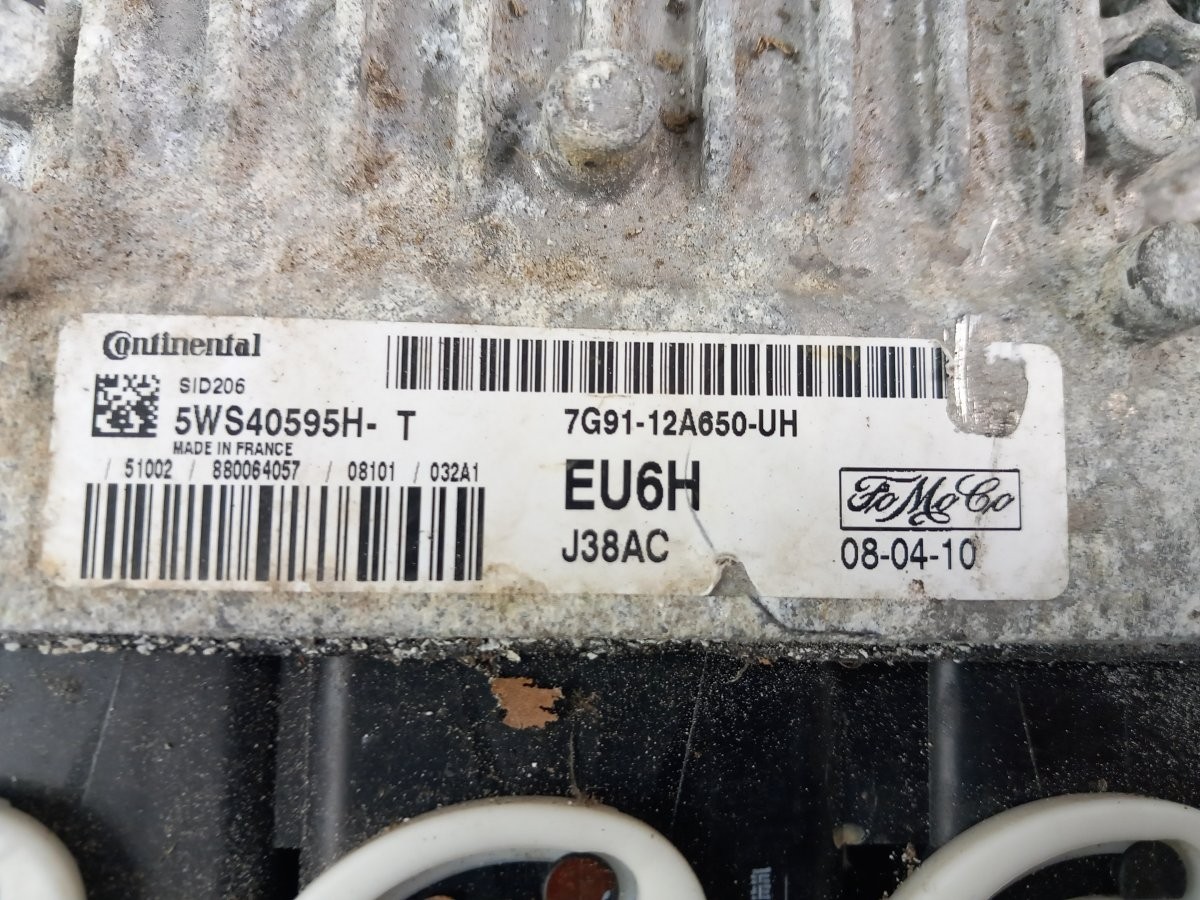 Continental
SID206
5WS40595H- T
MADE IN FRANCE
/ 51002 / 880064057 / 08101 / 032A1
7G91-12A650-UH
EU6H
J38AC
FoMoCo
08-04-10